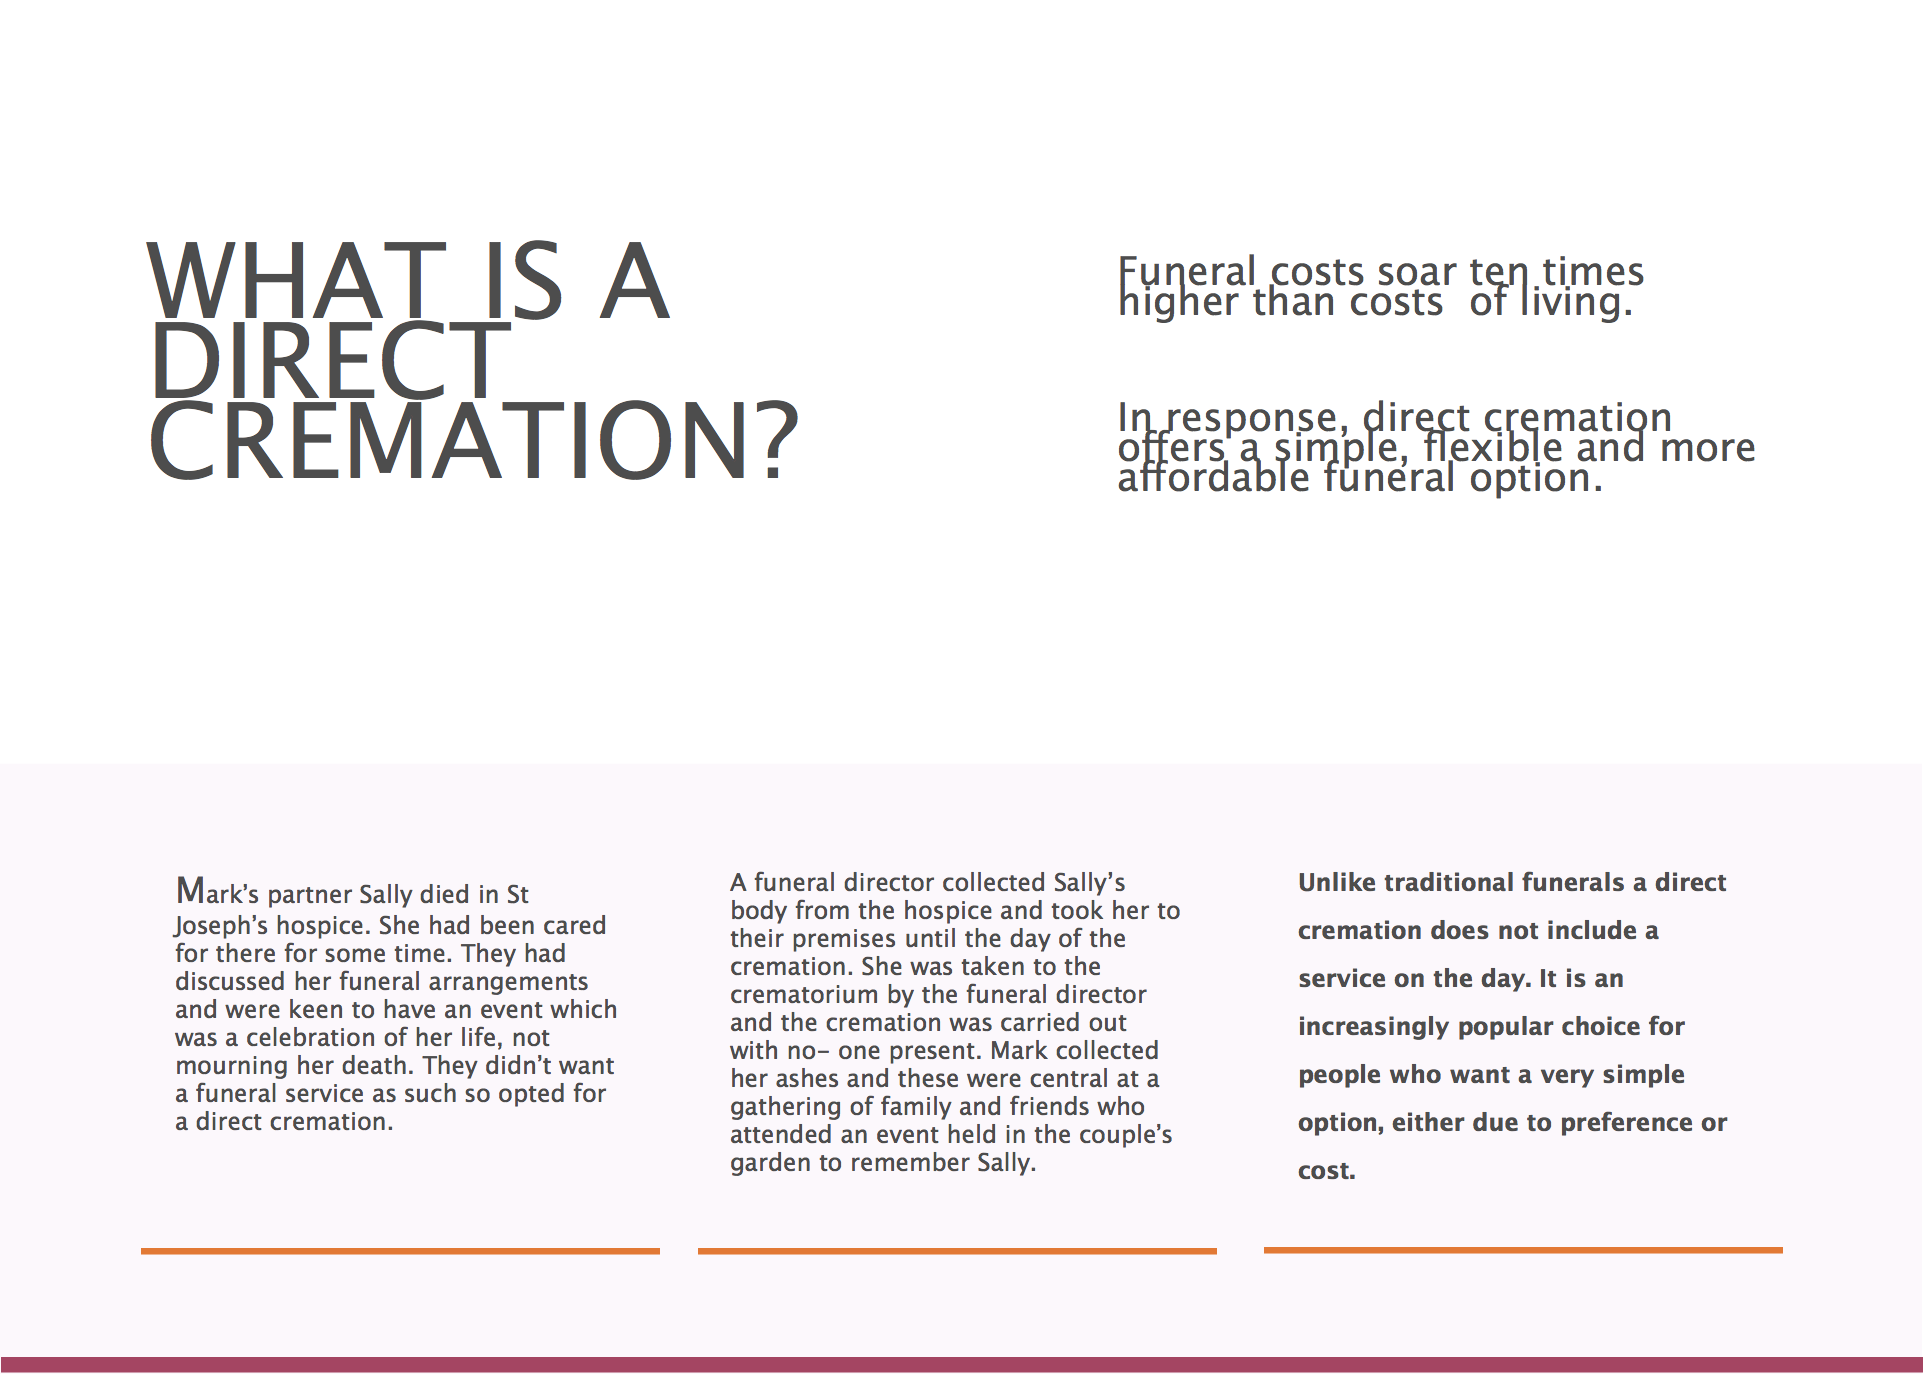 WHAT IS A
DIRECT
CREMATION?
Funeral costs soar ten times
higher than costs  of living.
In response, direct cremation
offers a simple, flexible and more
affordable funeral option.
Mark’s partner Sally died in St
Joseph’s hospice. She had been cared
for there for some time. They had
discussed her funeral arrangements
and were keen to have an event which
was a celebration of her life, not
mourning her death. They didn’t want
a funeral service as such so opted for
a direct cremation.
A funeral director collected Sally’s
body from the hospice and took her to
their premises until the day of the
cremation. She was taken to the
crematorium by the funeral director
and the cremation was carried out
with no– one present. Mark collected
her ashes and these were central at a
gathering of family and friends who
attended an event held in the couple’s
garden to remember Sally.
Unlike traditional funerals a direct
cremation does not include a
service on the day. It is an
increasingly popular choice for
people who want a very simple
option, either due to preference or
cost.